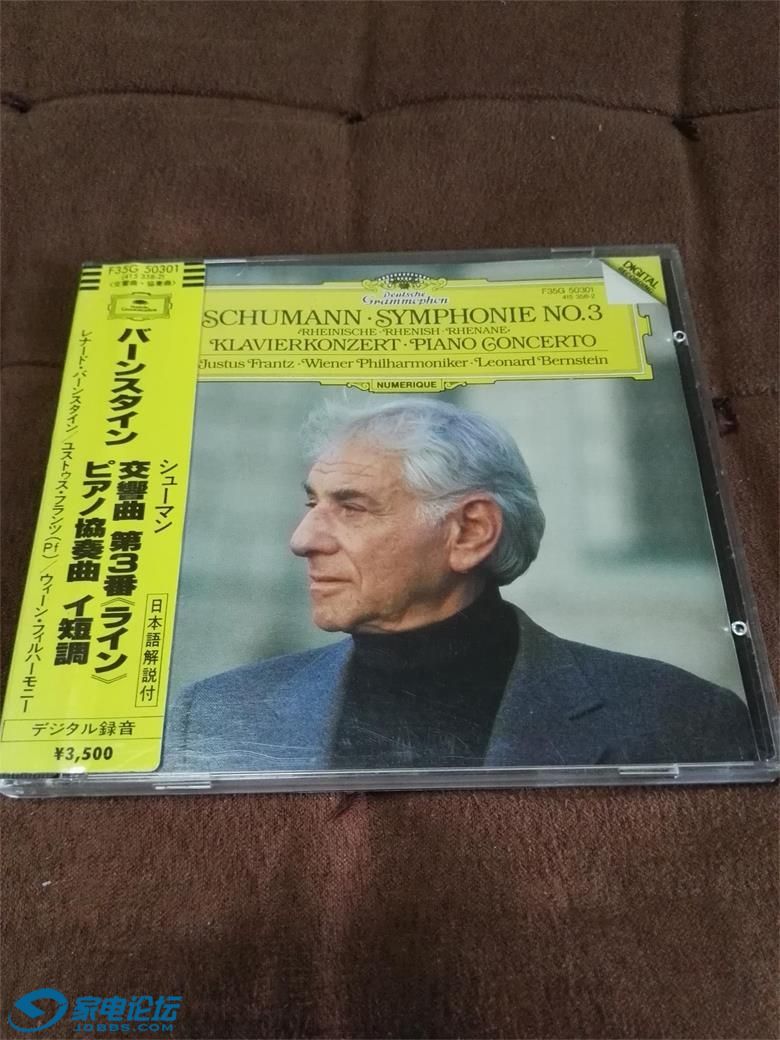 F35G 50301
(415 358-2)
〈交響曲・協奏曲〉
バーンスタイン
シューマン
交響曲 第3番《ライン》
ピアノ協奏曲 イ短調
レナード・バーンスタイン/ユストゥス・フランツ(Pf)/ウィーン・フィルハーモニー
日本語解説付
デジタル録音
¥3,500
Deutsche
Grammophon
F35G 50301
415 358-2
DIGITAL
SCHUMANN · SYMPHONIE NO.3
›RHEINISCHE · RHENISH · RHENANE‹
KLAVIERKONZERT · PIANO CONCERTO
Justus Frantz · Wiener Philharmoniker · Leonard Bernstein
NUMERIQUE
家电论坛
JDBBS.COM